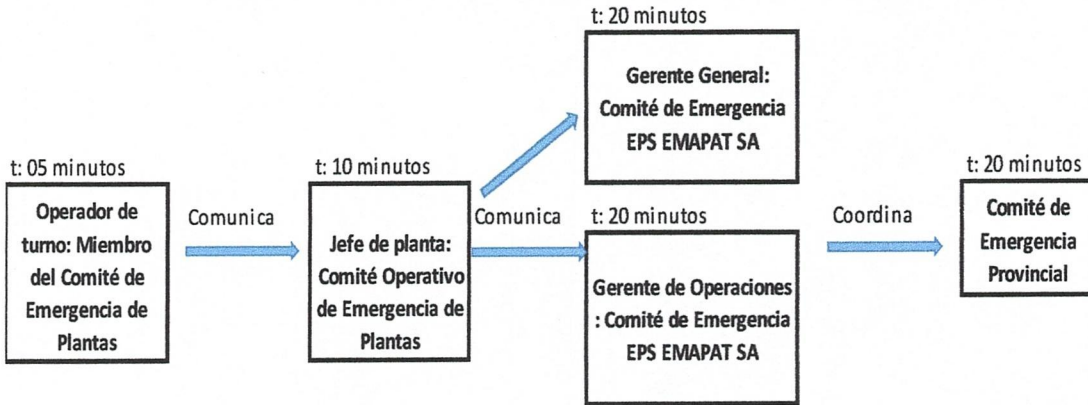 t: 05 minutos
Operador de
turno: Miembro
del Comité de
Emergencia de
Plantas
Comunica
t: 10 minutos
Jefe de planta:
Comité Operativo
de Emergencia de
Plantas
Comunica
t: 20 minutos
Gerente General:
Comité de Emergencia
EPS EMAPAT SA
t: 20 minutos
Gerente de Operaciones
: Comité de Emergencia
EPS EMAPAT SA
Coordina
t: 20 minutos
Comité de
Emergencia
Provincial